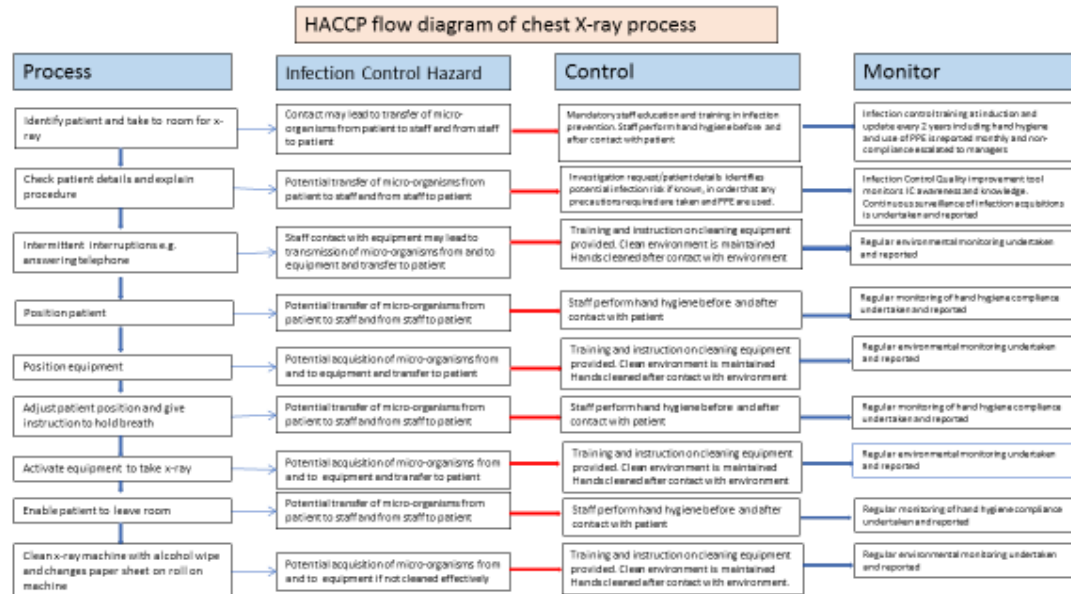 HACCP flow diagram of chest X-ray process
Process
Infection Control Hazard
Control
Monitor
Identify patient and take to room for x-
ray
Contact may lead to transfer of micro-
organisms from patient to staff and from staff
to patient
Mandatory staff education and training in infection
prevention. Staff perform hand hygiene before and
after contact with patient
Infection control training at induction and
update every 2 years including hand hygiene
and use of PPE is reported monthly and non-
compliance escalated to managers
Check patient details and explain
procedure
Potential transfer of micro-organisms from
patient to staff and from staff to patient
Investigation request/patient details identifies
potential infection risk if known, in order that any
precautions required are taken and PPE are used.
Infection Control Quality improvement tool
monitors IC awareness and knowledge.
Continuous surveillance of infection acquisitions
is undertaken and reported
Intermittent interruptions e.g.
answering telephone
Staff contact with equipment may lead to
transmission of micro-organisms from and to
equipment and transfer to patient
Training and instruction on cleaning equipment
provided. Clean environment is maintained
Hands cleaned after contact with environment
Regular environmental monitoring undertaken
and reported
Position patient
Potential transfer of micro-organisms from
patient to staff and from staff to patient
Staff perform hand hygiene before and after
contact with patient
Regular monitoring of hand hygiene compliance
undertaken and reported
Position equipment
Potential acquisition of micro-organisms from
and to equipment and transfer to patient
Training and instruction on cleaning equipment
provided. Clean environment is maintained
Hands cleaned after contact with environment
Regular environmental monitoring undertaken
and reported
Adjust patient position and give
instruction to hold breath
Potential transfer of micro-organisms from
patient to staff and from staff to patient
Staff perform hand hygiene before and after
contact with patient
Regular monitoring of hand hygiene compliance
undertaken and reported
Activate equipment to take x-ray
Potential acquisition of micro-organisms from
and to equipment and transfer to patient
Training and instruction on cleaning equipment
provided. Clean environment is maintained
Hands cleaned after contact with environment
Regular environmental monitoring undertaken
and reported
Enable patient to leave room
Potential transfer of micro-organisms from
patient to staff and from staff to patient
Staff perform hand hygiene before and after
contact with patient
Regular monitoring of hand hygiene compliance
undertaken and reported
Clean x-ray machine with alcohol wipe
and changes paper sheet on roll on
machine
Potential acquisition of micro-organisms from
and to equipment if not cleaned effectively
Training and instruction on cleaning equipment
provided. Clean environment is maintained
Hands cleaned after contact with environment.
Regular environmental monitoring undertaken
and reported